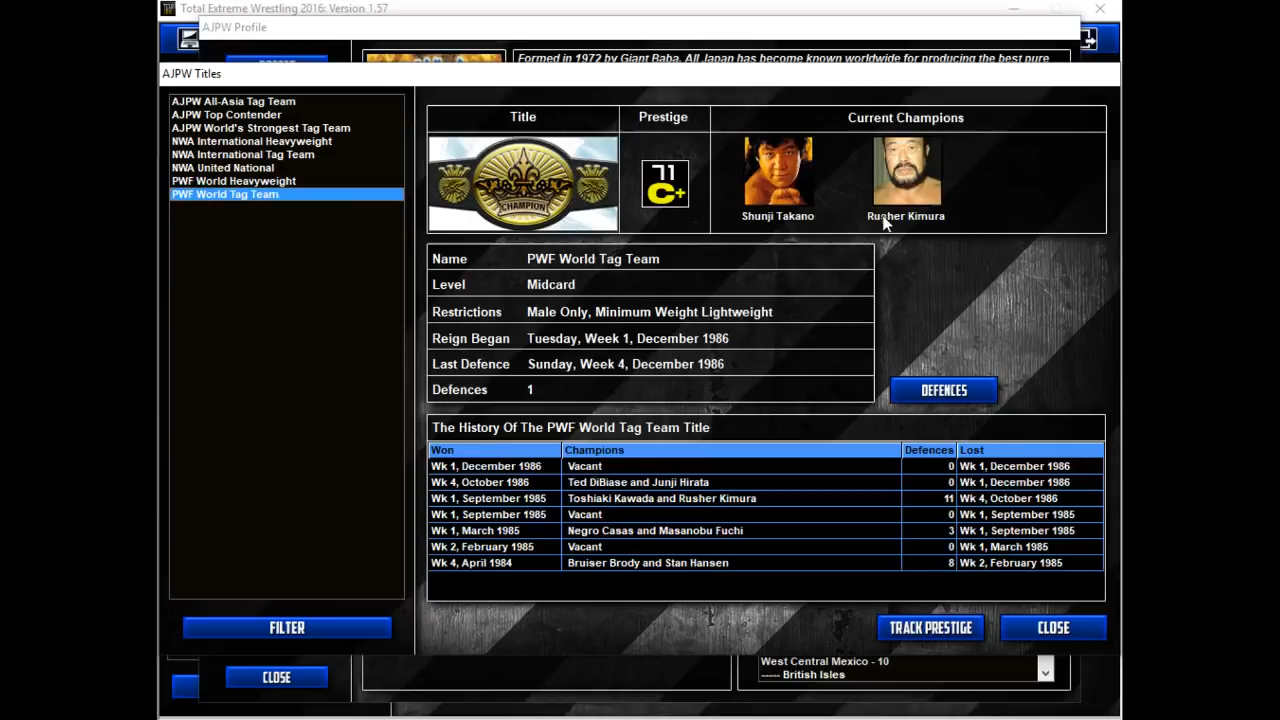 Total Extreme Wrestling 2016: Version 1.57
AJPW Profile
Formed in 1972 by Giant Baba, All Japan has become known worldwide for producing the best pure
AJPW Titles
AJPW All-Asia Tag Team
AJPW Top Contender
AJPW World's Strongest Tag Team
NWA International Heavyweight
NWA International Tag Team
NWA United National
PWF World Heavyweight
PWF World Tag Team
Title Prestige Current Champions
CHAMPION
71
C+
Shunji Takano Rusher Kimura
Name PWF World Tag Team
Level Midcard
Restrictions Male Only, Minimum Weight Lightweight
Reign Began Tuesday, Week 1, December 1986
Last Defence Sunday, Week 4, December 1986
Defences 1
DEFENCES
The History Of The PWF World Tag Team Title
Won Champions Defences Lost
Wk 1, December 1986 Vacant 0 Wk 1, December 1986
Wk 4, October 1986 Ted DiBiase and Junji Hirata 0 Wk 1, December 1986
Wk 1, September 1985 Toshiaki Kawada and Rusher Kimura 11 Wk 4, October 1986
Wk 1, September 1985 Vacant 0 Wk 1, September 1985
Wk 1, March 1985 Negro Casas and Masanobu Fuchi 3 Wk 1, September 1985
Wk 2, February 1985 Vacant 0 Wk 1, March 1985
Wk 4, April 1984 Bruiser Brody and Stan Hansen 8 Wk 2, February 1985
FILTER TRACK PRESTIGE CLOSE
West Central Mexico - 10
CLOSE
----- British Isles